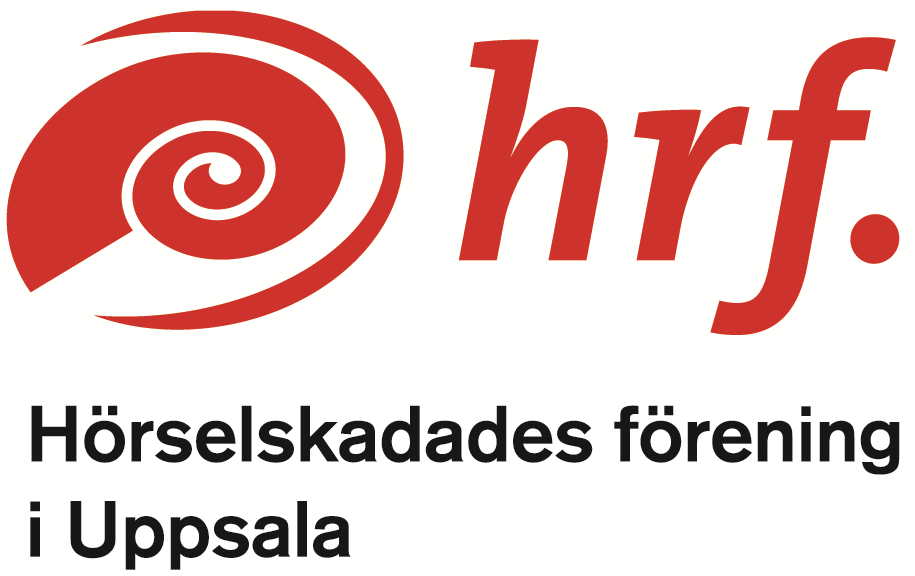 hrf.
Hörselskadades förening
i Uppsala